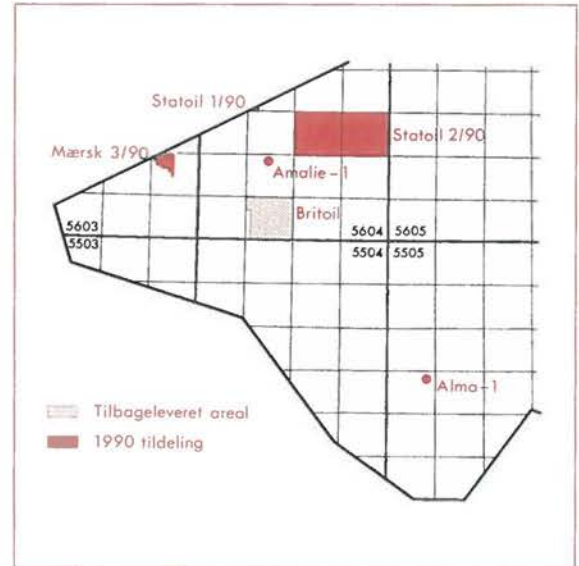 Statoil 1/90
Statoil 2/90
Mærsk 3/90
Amalie-1
Britoil
5603
5503
5604 5605
5504 5505
Alma-1
Tilbageleveret areal
1990 tildeling